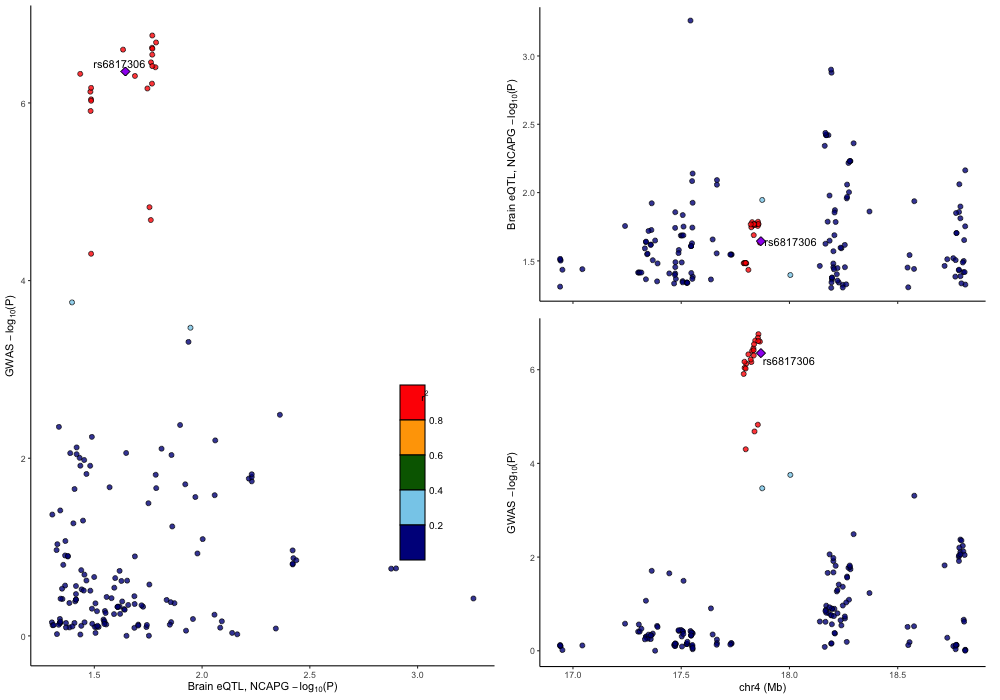 rs6817306
6
4
2
0
GWAS −log10(P)
1.5
2.0
2.5
3.0
Brain eQTL, NCAPG −log10(P)
r2
0.8
0.6
0.4
0.2
3.0
2.5
2.0
1.5
Brain eQTL, NCAPG −log10(P)
rs6817306
6
4
2
0
GWAS −log10(P)
rs6817306
17.0
17.5
18.0
18.5
chr4 (Mb)